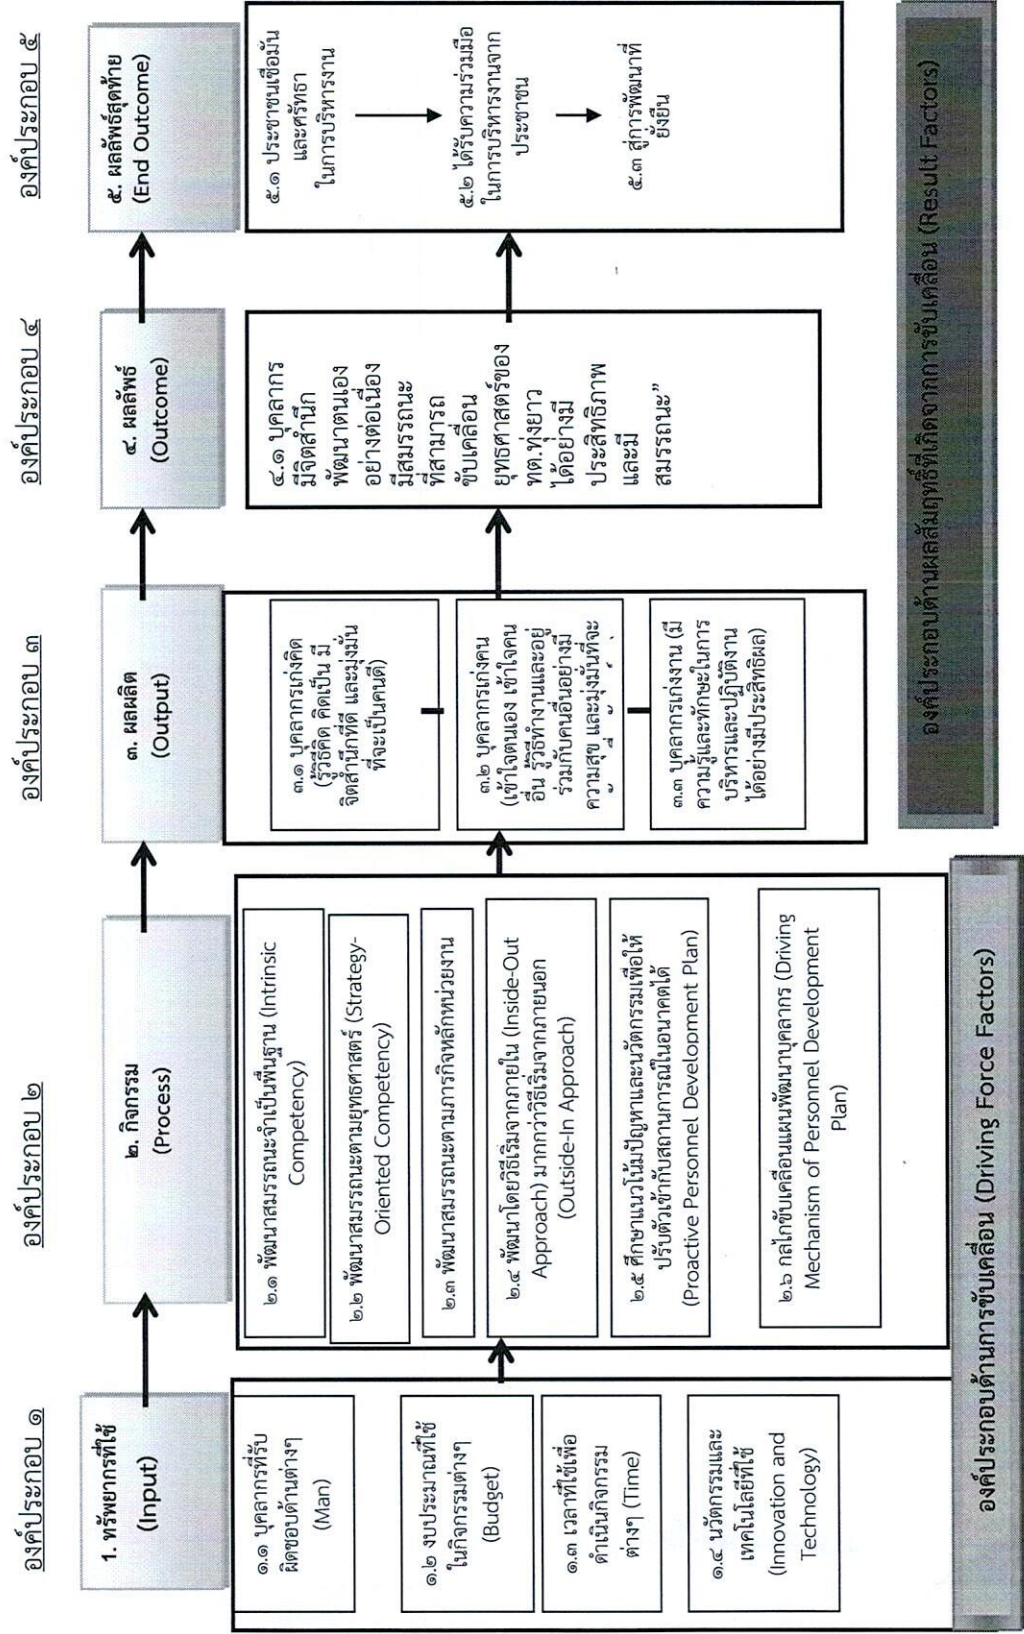 องค์ประกอบ ๑
1. ทรัพยากรที่ใช้
(Input)
๑.๑ บุคลากรที่รับ
ผิดชอบด้านต่างๆ
(Man)
๑.๒ งบประมาณที่ใช้
ในกิจกรรมต่างๆ
(Budget)
๑.๓ เวลาที่ใช้เพื่อ
ดำเนินกิจกรรม
ต่างๆ (Time)
๑.๔ นวัตกรรมและ
เทคโนโลยีที่ใช้
(Innovation and
Technology)
องค์ประกอบ ๒
๒. กิจกรรม
(Process)
๒.๑ พัฒนาสมรรถนะจำเป็นพื้นฐาน (Intrinsic
Competency)
๒.๒ พัฒนาสมรรถนะตามยุทธศาสตร์ (Strategy-
Oriented Competency)
๒.๓ พัฒนาสมรรถนะตามภารกิจหลักหน่วยงาน
๒.๔ พัฒนาโดยวิธีเริ่มจากภายใน (Inside-Out
Approach) มากกว่าวิธีเริ่มจากภายนอก
(Outside-In Approach)
๒.๕ ศึกษาแนวโน้มปัญหาและนวัตกรรมเพื่อให้
ปรับตัวเข้ากับสถานการณ์ในอนาคตได้
(Proactive Personnel Development Plan)
๒.๖ กลไกขับเคลื่อนแผนพัฒนาบุคลากร (Driving
Mechanism of Personnel Development
Plan)
องค์ประกอบด้านการขับเคลื่อน (Driving Force Factors)
องค์ประกอบ ๓
๓. ผลผลิต
(Output)
๓.๑ บุคลากรเก่งคิด
(รู้วิธีคิด คิดเป็น มี
จิตสำนึกที่ดี และมุ่งมั่น
ที่จะเป็นคนดี)
๓.๒ บุคลากรเก่งคน
(เข้าใจตนเอง เข้าใจคน
อื่น รู้วิธีทำงานและอยู่
ร่วมกับคนอื่นอย่างมี
ความสุข และมุ่งมั่นที่จะ
๓.๓ บุคลากรเก่งงาน (มี
ความรู้และทักษะในการ
บริหารและปฏิบัติงาน
ได้อย่างมีประสิทธิผล)
องค์ประกอบ ๔
๔. ผลลัพธ์
(Outcome)
๔.๑ บุคลากร
มีจิตสำนึก
พัฒนาตนเอง
อย่างต่อเนื่อง
มีสมรรถนะ
ที่สามารถ
ขับเคลื่อน
ยุทธศาสตร์ของ
ทต.ทุ่งยาว
ได้อย่างมี
ประสิทธิภาพ
และมี
สมรรถนะ”
องค์ประกอบ ๕
๕. ผลลัพธ์สุดท้าย
(End Outcome)
๕.๑ ประชาชนเชื่อมั่น
และศรัทธา
ในการบริหารงาน
๕.๒ ได้รับความร่วมมือ
ในการบริหารงานจาก
ประชาชน
๕.๓ สู่การพัฒนาที่
ยั่งยืน
องค์ประกอบด้านผลสัมฤทธิ์ที่เกิดจากการขับเคลื่อน (Result Factors)